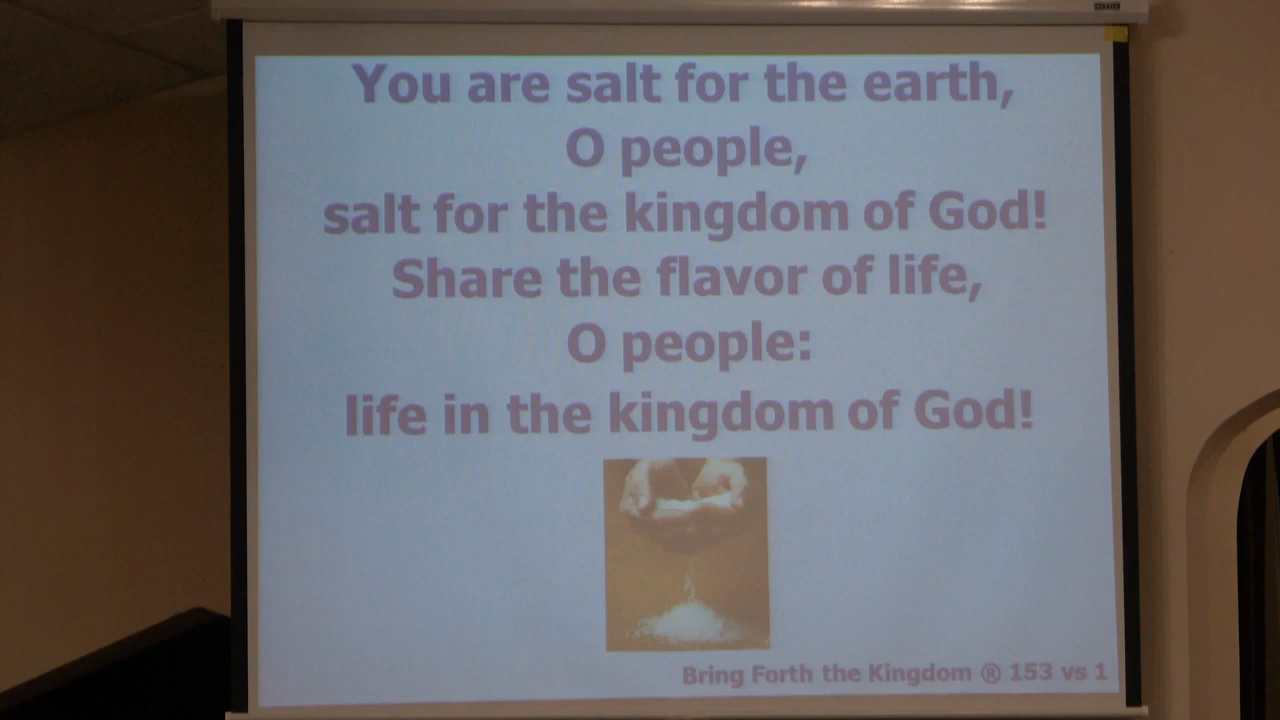 You are salt for the earth,
O people,
salt for the kingdom of God!
Share the flavor of life,
O people:
life in the kingdom of God!
Bring Forth the Kingdom ® 153 vs 1